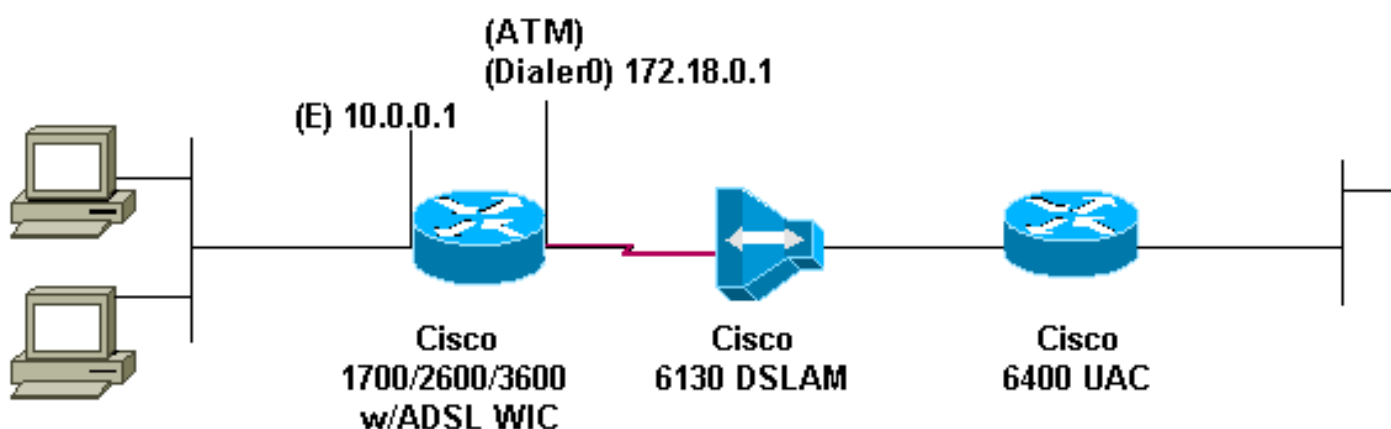 (ATM)
(Dialer0) 172.18.0.1
(E) 10.0.0.1
Cisco
1700/2600/3600
w/ADSL WIC
Cisco
6130 DSLAM
Cisco
6400 UAC